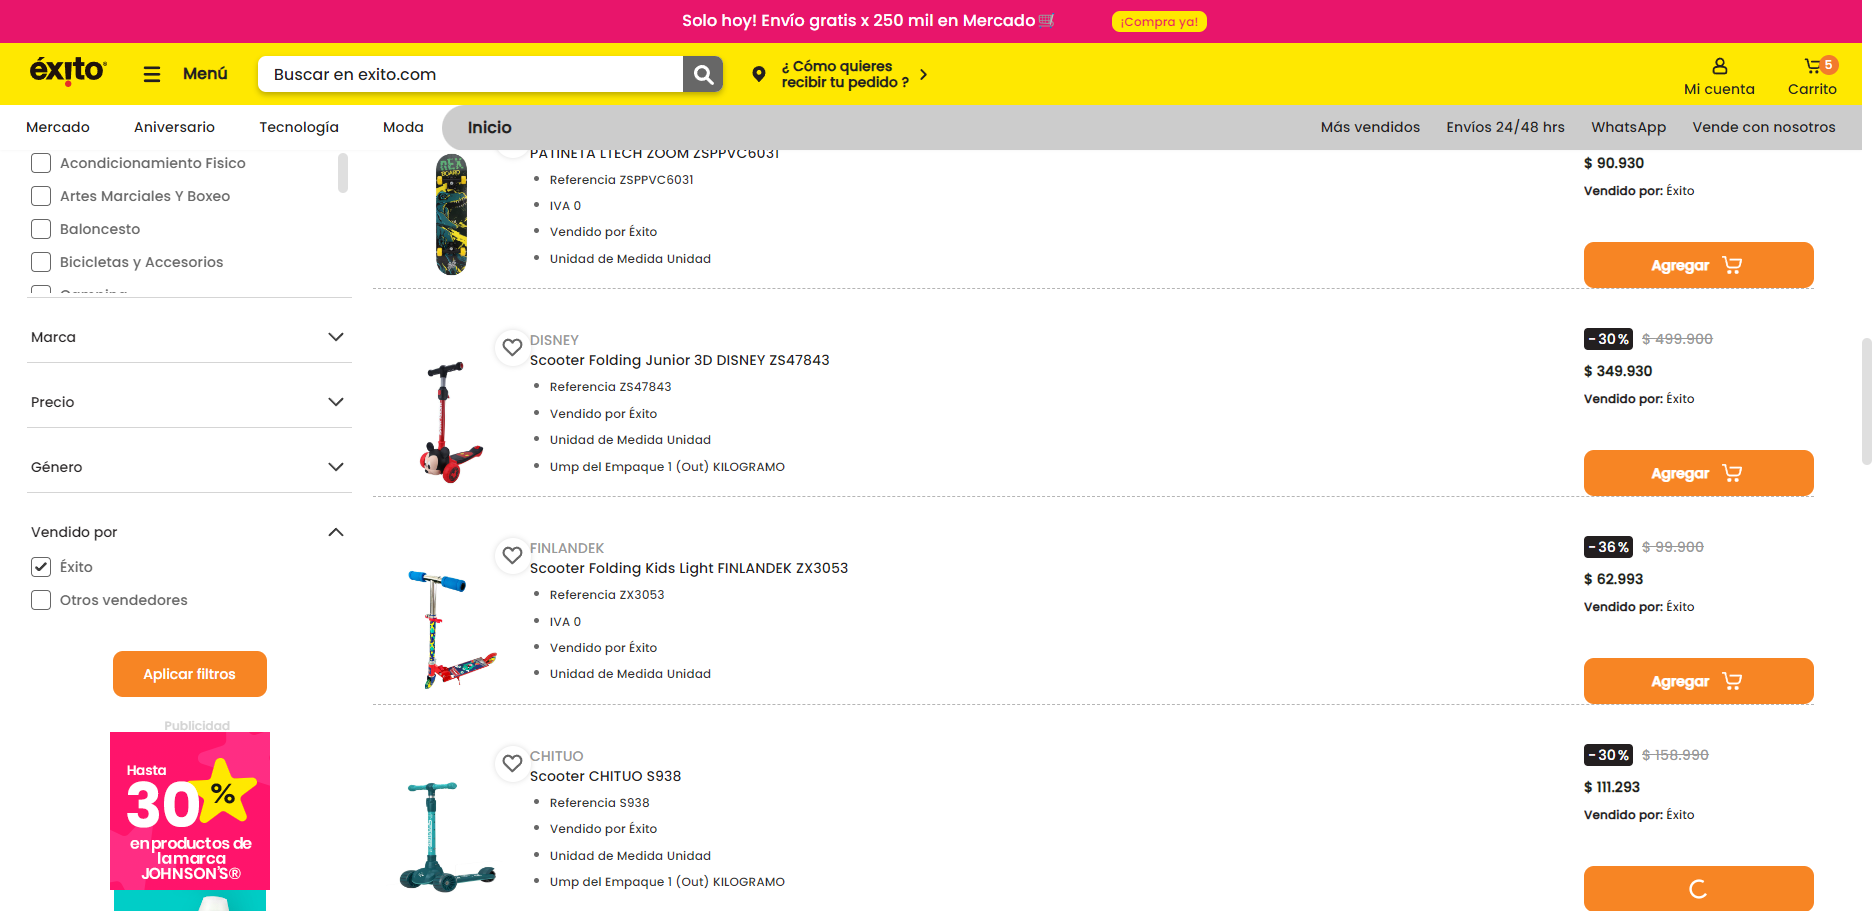 Solo hoy! Envío gratis x 250 mil en Mercado
¡Compra ya!
éxito
Menú
Buscar en exito.com
¿ Cómo quieres
recibir tu pedido ?
Mi cuenta
5
Carrito
Mercado
Aniversario
Tecnología
Moda
Inicio
Más vendidos
Envíos 24/48 hrs
WhatsApp
Vende con nosotros
Acondicionamiento Fisico
Artes Marciales Y Boxeo
Baloncesto
Bicicletas y Accesorios
Camping
Marca
Precio
Género
Vendido por
Éxito
Otros vendedores
Aplicar filtros
Publicidad
Hasta
30%
en productos de
la marca
JOHNSON'S®
REX
BOARD
PATINETA LTECH ZOOM ZSPPVC6031
Referencia ZSPPVC6031
IVA 0
Vendido por Éxito
Unidad de Medida Unidad
$ 90.930
Vendido por: Éxito
Agregar
DISNEY
Scooter Folding Junior 3D DISNEY ZS47843
Referencia ZS47843
Vendido por Éxito
Unidad de Medida Unidad
Ump del Empaque 1 (Out) KILOGRAMO
-30% $ 499.900
$ 349.930
Vendido por: Éxito
Agregar
FINLANDEK
Scooter Folding Kids Light FINLANDEK ZX3053
Referencia ZX3053
IVA 0
Vendido por Éxito
Unidad de Medida Unidad
-36% $ 99.900
$ 62.993
Vendido por: Éxito
Agregar
CHITUO
Scooter CHITUO S938
Referencia S938
Vendido por Éxito
Unidad de Medida Unidad
Ump del Empaque 1 (Out) KILOGRAMO
-30% $ 158.990
$ 111.293
Vendido por: Éxito